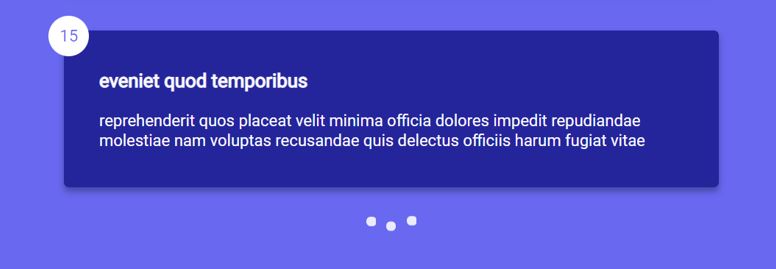 15
eveniet quod temporibus
reprehenderit quos placeat velit minima officia dolores impedit repudiandae
molestiae nam voluptas recusandae quis delectus officiis harum fugiat vitae